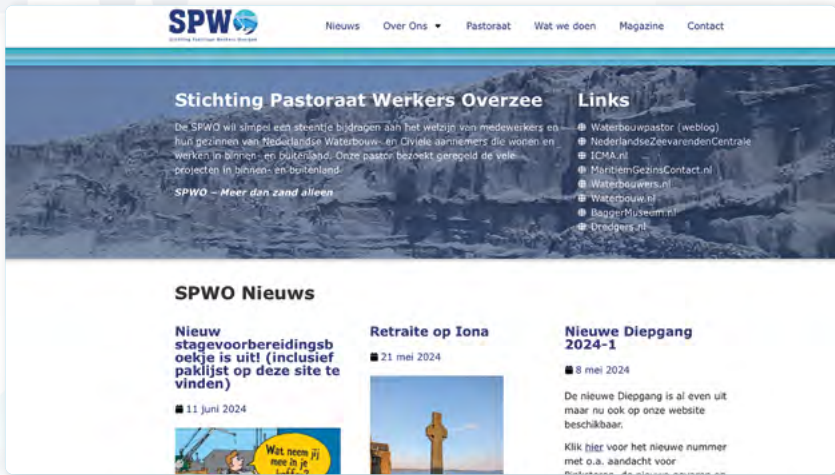 SPWO
Stichting Pastoraat Werkers Overzee
Nieuws Over Ons Pastoraat Wat we doen Magazine Contact
Stichting Pastoraat Werkers Overzee
De SPWO wil simpel een steentje bijdragen aan het welzijn van medewerkers en
hun gezinnen van Nederlandse Waterbouw- en Civiele aannemers die wonen en
werken in binnen- en buitenland. Onze pastor bezoekt geregeld de vele
projecten in binnen- en buitenland
SPWO – Meer dan zand alleen
Links
Waterbouwpastor (weblog)
NederlandseZeevarendenCentrale
ICMA.nl
MaritiemGezinsContact.nl
Waterbouwers.nl
Waterbouw.nl
BaggerMuseum.nl
Dredgers.nl
SPWO Nieuws
Nieuw
stagevoorbereidingsb
oekje is uit! (inclusief
paklijst op deze site te
vinden)
11 juni 2024
Wat neem jij
mee in je
Retraite op Iona
21 mei 2024
Nieuwe Diepgang
2024-1
8 mei 2024
De nieuwe Diepgang is al even uit
maar nu ook op onze website
beschikbaar.
Klik hier voor het nieuwe nummer
met o.a. aandacht voor